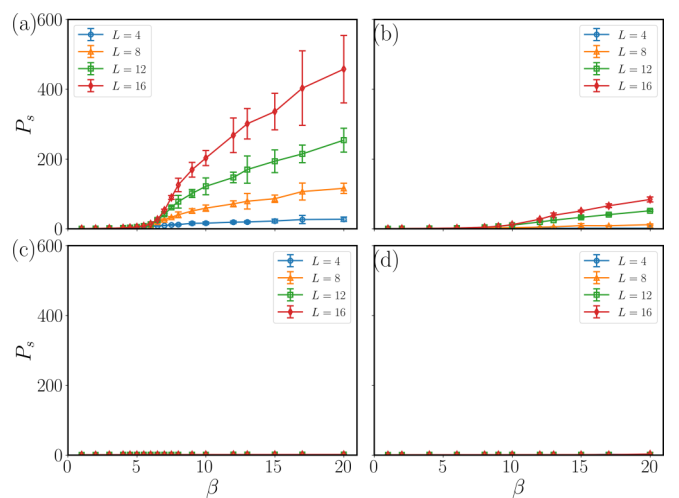 (a)
600
400
200
0
P_s
L = 4
L = 8
L = 12
L = 16
(b)
L = 4
L = 8
L = 12
L = 16
(c)
600
400
200
0
P_s
L = 4
L = 8
L = 12
L = 16
0 5 10 15 20
β
(d)
L = 4
L = 8
L = 12
L = 16
0 5 10 15 20
β